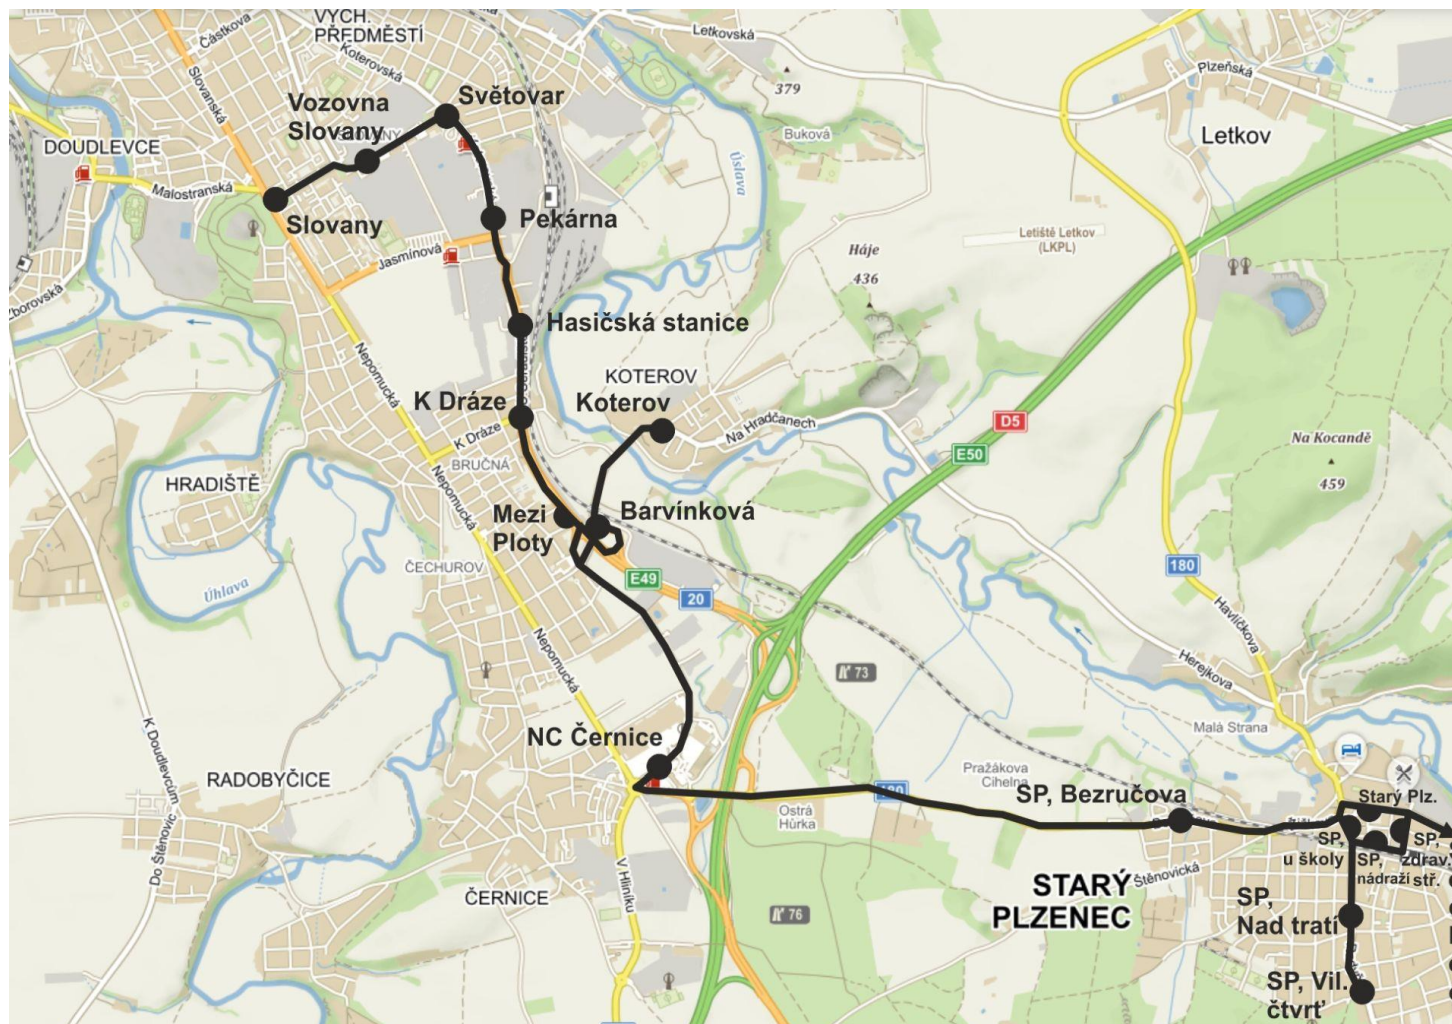 VÝCH.
PŘEDMĚSTÍ
Částkova
Koterovská
Letkovská
Plzeňská
379
Slovanská
Vozovna
Slovany
Světovar
Buková
Letkov
DOUDLEVCE
Úslava
Malostranská
Slovany
Pekárna
Letiště Letkov
(LKPL)
Jasmínová
Háje
436
Zborovská
Hasičská stanice
Nepomucká
KOTEROV
Koterov
K Dráze
Na Hradčanech
D5
K Dráze
E50
Na Kocandě
459
BRUČNÁ
HRADIŠTĚ
Nepomucká
Mezi
Ploty
Barvínková
ČECHUROV
180
Úhlava
E49
20
Havlíčkova
Nepomucká
Herejkova
73
K Doudlevcům
Malá Strana
NC Černice
RADOBYČICE
Pražákova
Cihelna
180
SP, Bezručova
Starý Plz.
Ostrá
Hůrka
SP,
u školy
SP,
nádraží
SP,
zdrav.
stř.
Do Štěnovic
V Hliníku
Štěnovická
ČERNICE
STARÝ
PLZENEC
SP,
Nad tratí
76
SP, Vil.
čtvrť